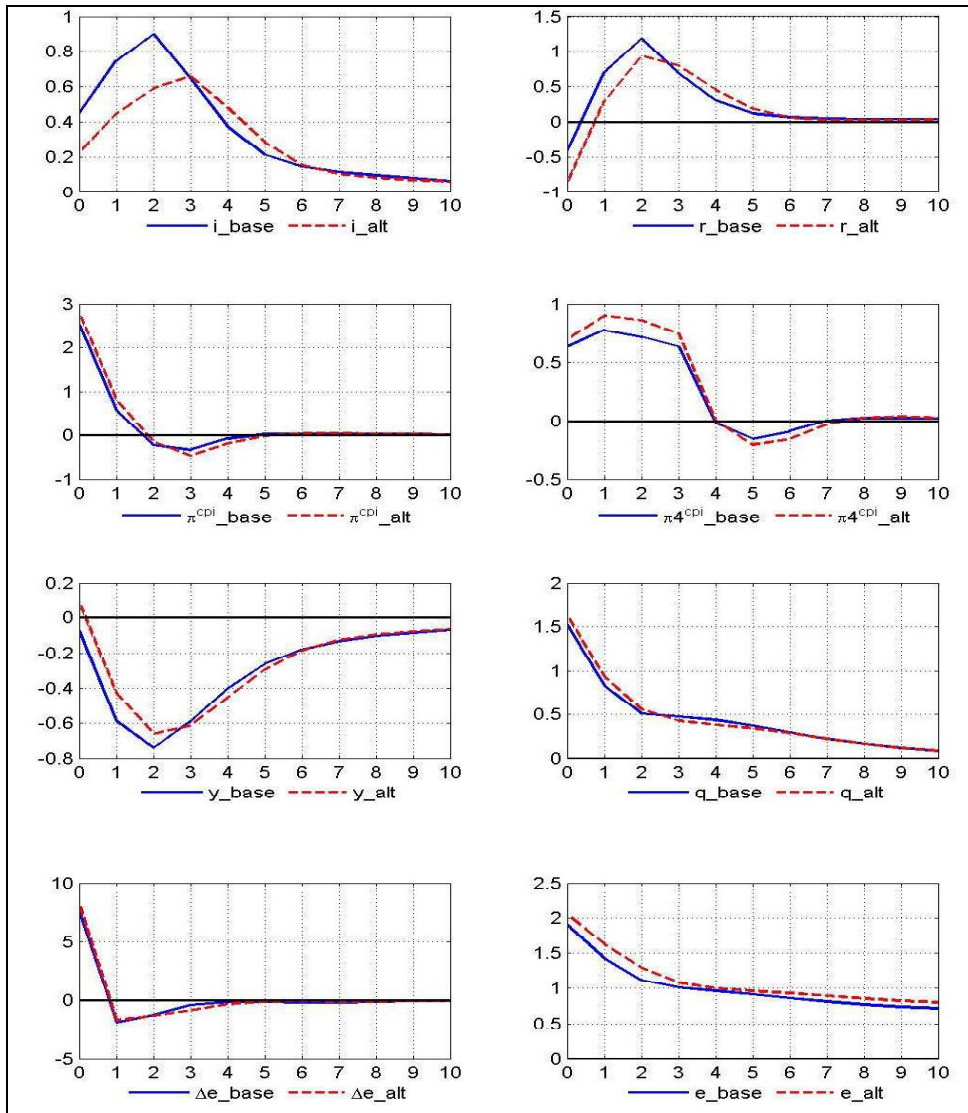 1
0.8
0.6
0.4
0.2
0
0 1 2 3 4 5 6 7 8 9 10
i_base i_alt
1.5
1
0.5
0
-0.5
-1
0 1 2 3 4 5 6 7 8 9 10
r_base r_alt
3
2
1
0
-1
0 1 2 3 4 5 6 7 8 9 10
π^cpi_base π^cpi_alt
1
0.5
0
-0.5
0 1 2 3 4 5 6 7 8 9 10
π4^cpi_base π4^cpi_alt
0.2
0
-0.2
-0.4
-0.6
-0.8
0 1 2 3 4 5 6 7 8 9 10
y_base y_alt
2
1.5
1
0.5
0
0 1 2 3 4 5 6 7 8 9 10
q_base q_alt
10
5
0
-5
0 1 2 3 4 5 6 7 8 9 10
Δe_base Δe_alt
2.5
2
1.5
1
0.5
0
0 1 2 3 4 5 6 7 8 9 10
e_base e_alt